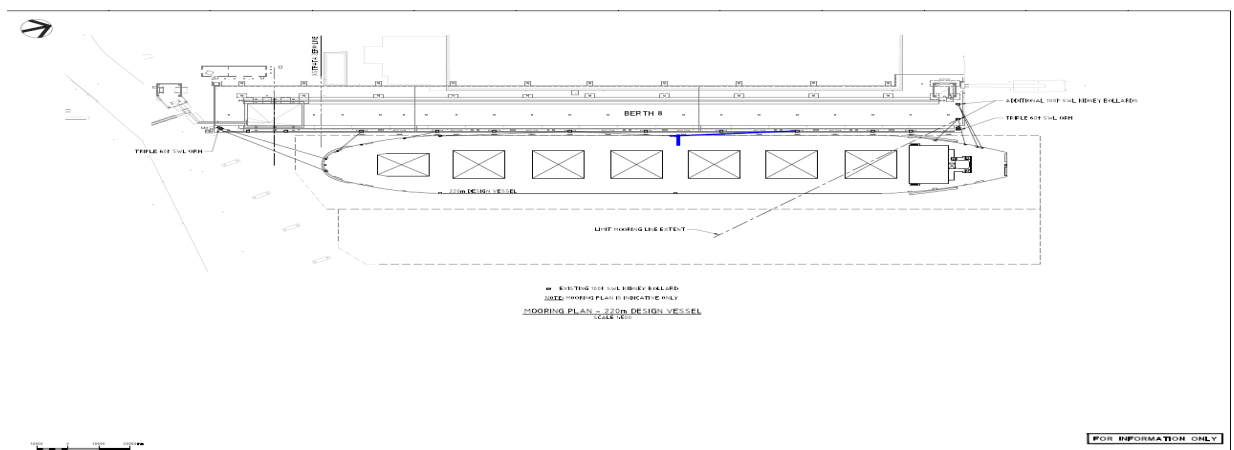 BERTH 8
ADDITIONAL 100t SWL KIDNEY BOLLARDS
TRIPLE 60t SWL QRH
TRIPLE 60t SWL QRH
220m DESIGN VESSEL
LIMIT MOORING LINE EXTENT
EXISTING 100t SWL KIDNEY BOLLARD
NOTE: MOORING PLAN IS INDICATIVE ONLY
MOORING PLAN - 220m DESIGN VESSEL
FOR INFORMATION ONLY